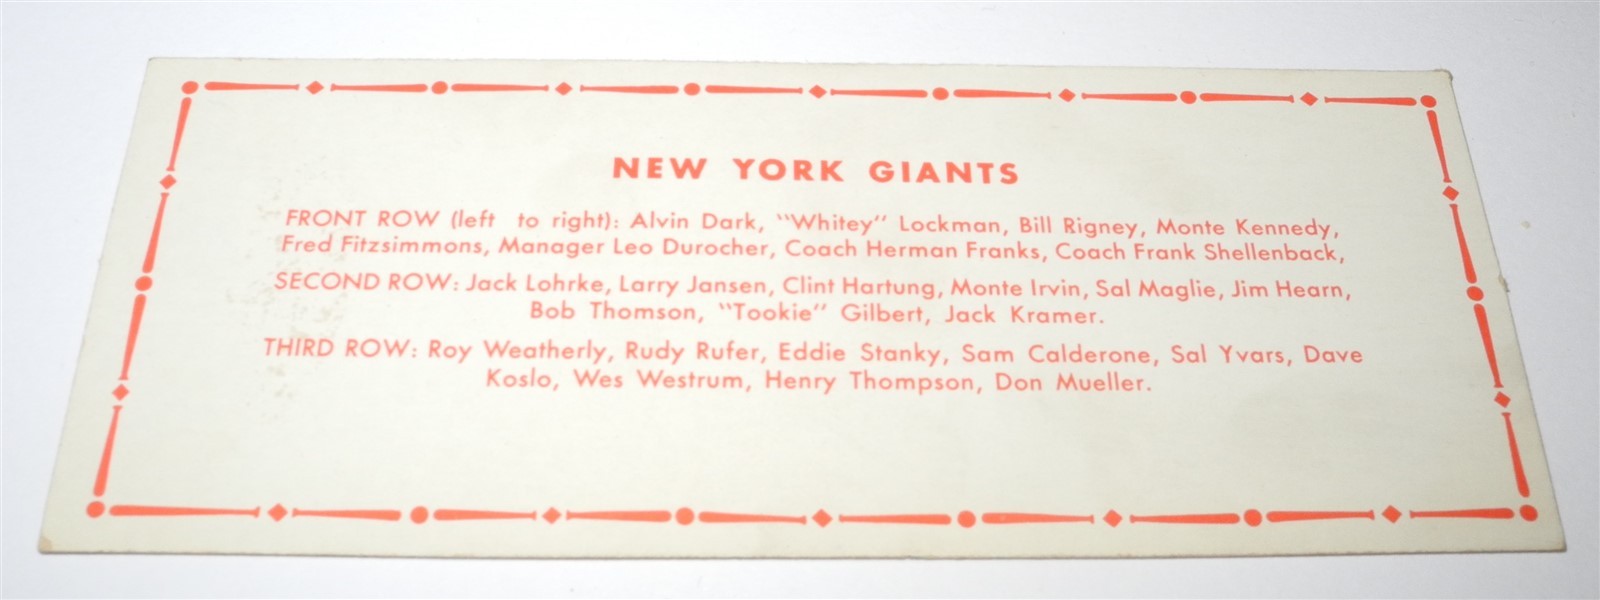 NEW YORK GIANTS
FRONT ROW (left to right): Alvin Dark, "Whitey" Lockman, Bill Rigney, Monte Kennedy,
Fred Fitzsimmons, Manager Leo Durocher, Coach Herman Franks, Coach Frank Shellenback,
SECOND ROW: Jack Lohrke, Larry Jansen, Clint Hartung, Monte Irvin, Sal Maglie, Jim Hearn,
Bob Thomson, "Tookie" Gilbert, Jack Kramer.
THIRD ROW: Roy Weatherly, Rudy Rufer, Eddie Stanky, Sam Calderone, Sal Yvars, Dave
Koslo, Wes Westrum, Henry Thompson, Don Mueller.